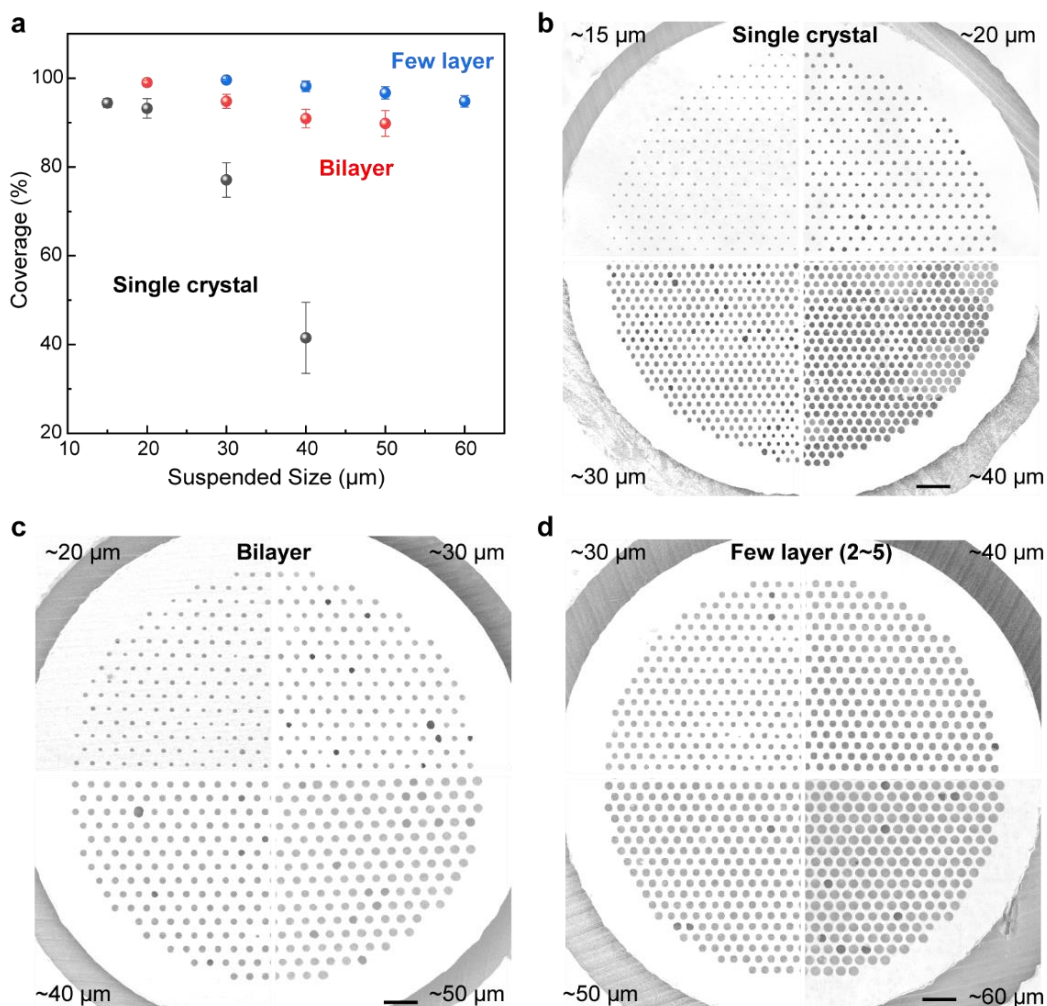 a
100
80
60
40
20
Coverage (%)
10 20 30 40 50 60
Suspended Size (μm)
Few layer
Bilayer
Single crystal
b
~15 μm
Single crystal
~20 μm
~30 μm
~40 μm
c
~20 μm
Bilayer
~30 μm
~40 μm
~50 μm
d
~30 μm
Few layer (2~5)
~40 μm
~50 μm
~60 μm